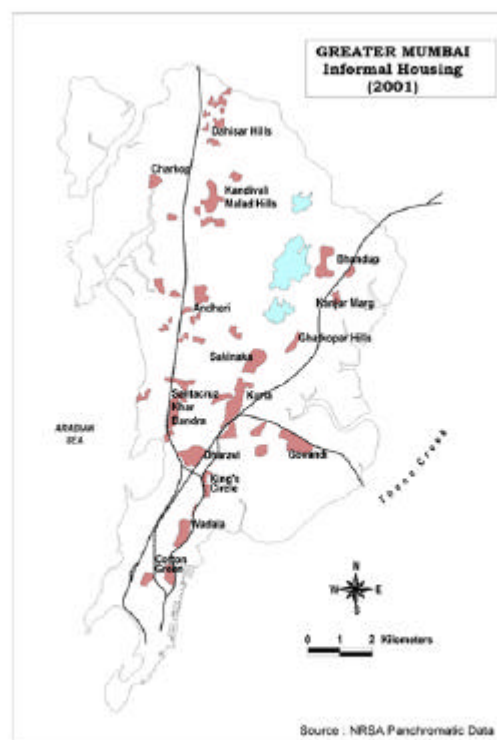 GREATER MUMBAI
Informal Housing
(2001)
Dahisar Hills
Charkop
Kandivali
Malad Hills
Bhandup
Kanjur Marg
Andheri
Ghatkopar Hills
Sakinaka
Santacruz
Khar
Bandra
Kurla
ARABIAN
SEA
Dharavi
Govandi
King's
Circle
Thane Creek
Wadala
Cotton
Green
N
W E
S
0 1 2 Kilometers
Source : NRSA Panchromatic Data